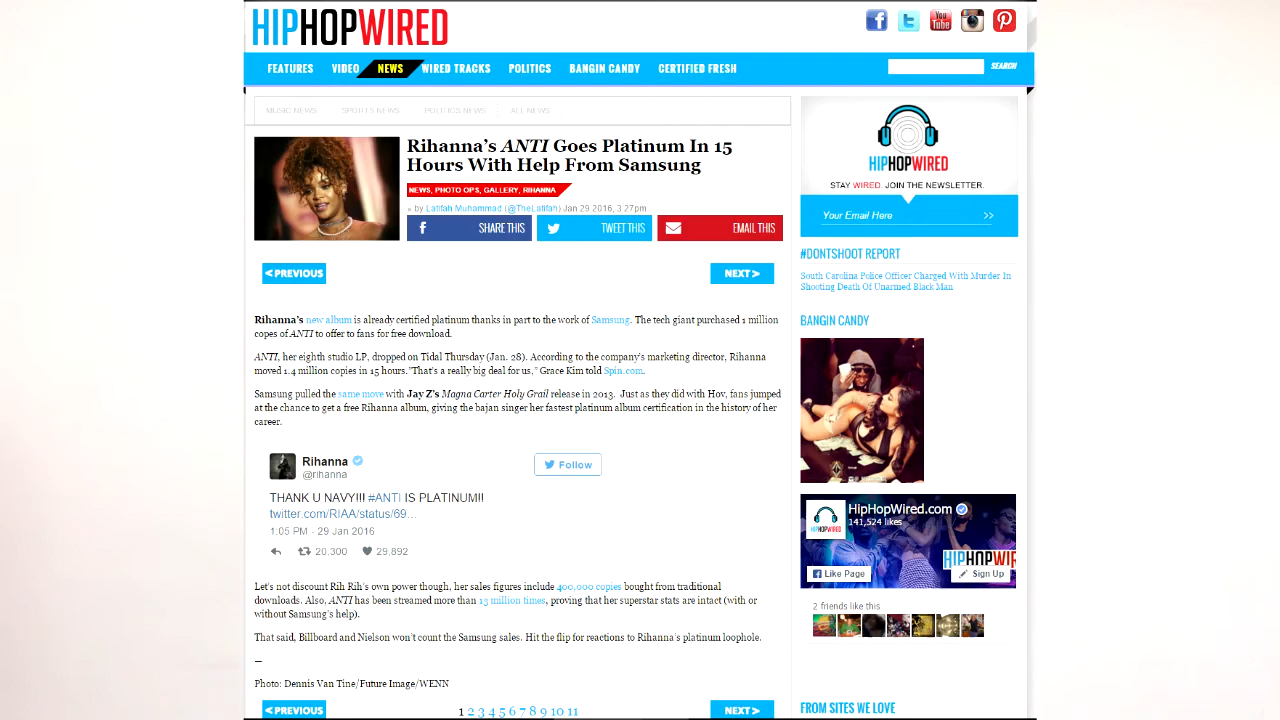 HIPHOPWIRED
FEATURES VIDEO NEWS WIRED TRACKS POLITICS BANGIN CANDY CERTIFIED FRESH SEARCH
MUSIC NEWS SPORTS NEWS POLITICS NEWS ALL NEWS
Rihanna's ANTI Goes Platinum In 15
Hours With Help From Samsung
NEWS, PHOTO OPS, GALLERY, RIHANNA
» by Latifah Muhammad (@TheLatifah) Jan 29 2016, 3:27pm
SHARE THIS TWEET THIS EMAIL THIS
< PREVIOUS NEXT >
Rihanna's new album is already certified platinum thanks in part to the work of Samsung. The tech giant purchased 1 million
copes of ANTI to offer to fans for free download.
ANTI, her eighth studio LP, dropped on Tidal Thursday (Jan. 28). According to the company's marketing director, Rihanna
moved 1.4 million copies in 15 hours."That's a really big deal for us," Grace Kim told Spin.com.
Samsung pulled the same move with Jay Z's Magna Carter Holy Grail release in 2013. Just as they did with Hov, fans jumped
at the chance to get a free Rihanna album, giving the bajan singer her fastest platinum album certification in the history of her
career.
Rihanna
@rihanna
Follow
THANK U NAVY!!! #ANTI IS PLATINUM!!
twitter.com/RIAA/status/69...
1:05 PM - 29 Jan 2016
20,300 29,892
Let's not discount Rih Rih's own power though, her sales figures include 400,000 copies bought from traditional
downloads. Also, ANTI has been streamed more than 13 million times, proving that her superstar stats are intact (with or
without Samsung's help).
That said, Billboard and Nielson won't count the Samsung sales. Hit the flip for reactions to Rihanna's platinum loophole.
—
Photo: Dennis Van Tine/Future Image/WENN
< PREVIOUS 1 2 3 4 5 6 7 8 9 10 11 NEXT >
You
Tube
HIPHOPWIRED
STAY WIRED. JOIN THE NEWSLETTER.
Your Email Here >>
#DONTSHOOT REPORT
South Carolina Police Officer Charged With Murder In
Shooting Death Of Unarmed Black Man
BANGIN CANDY
HipHopWired.com
141,524 likes
HIPHOPWIRED
HIPHOPWIR
Like Page Sign Up
2 friends like this
FROM SITES WE LOVE